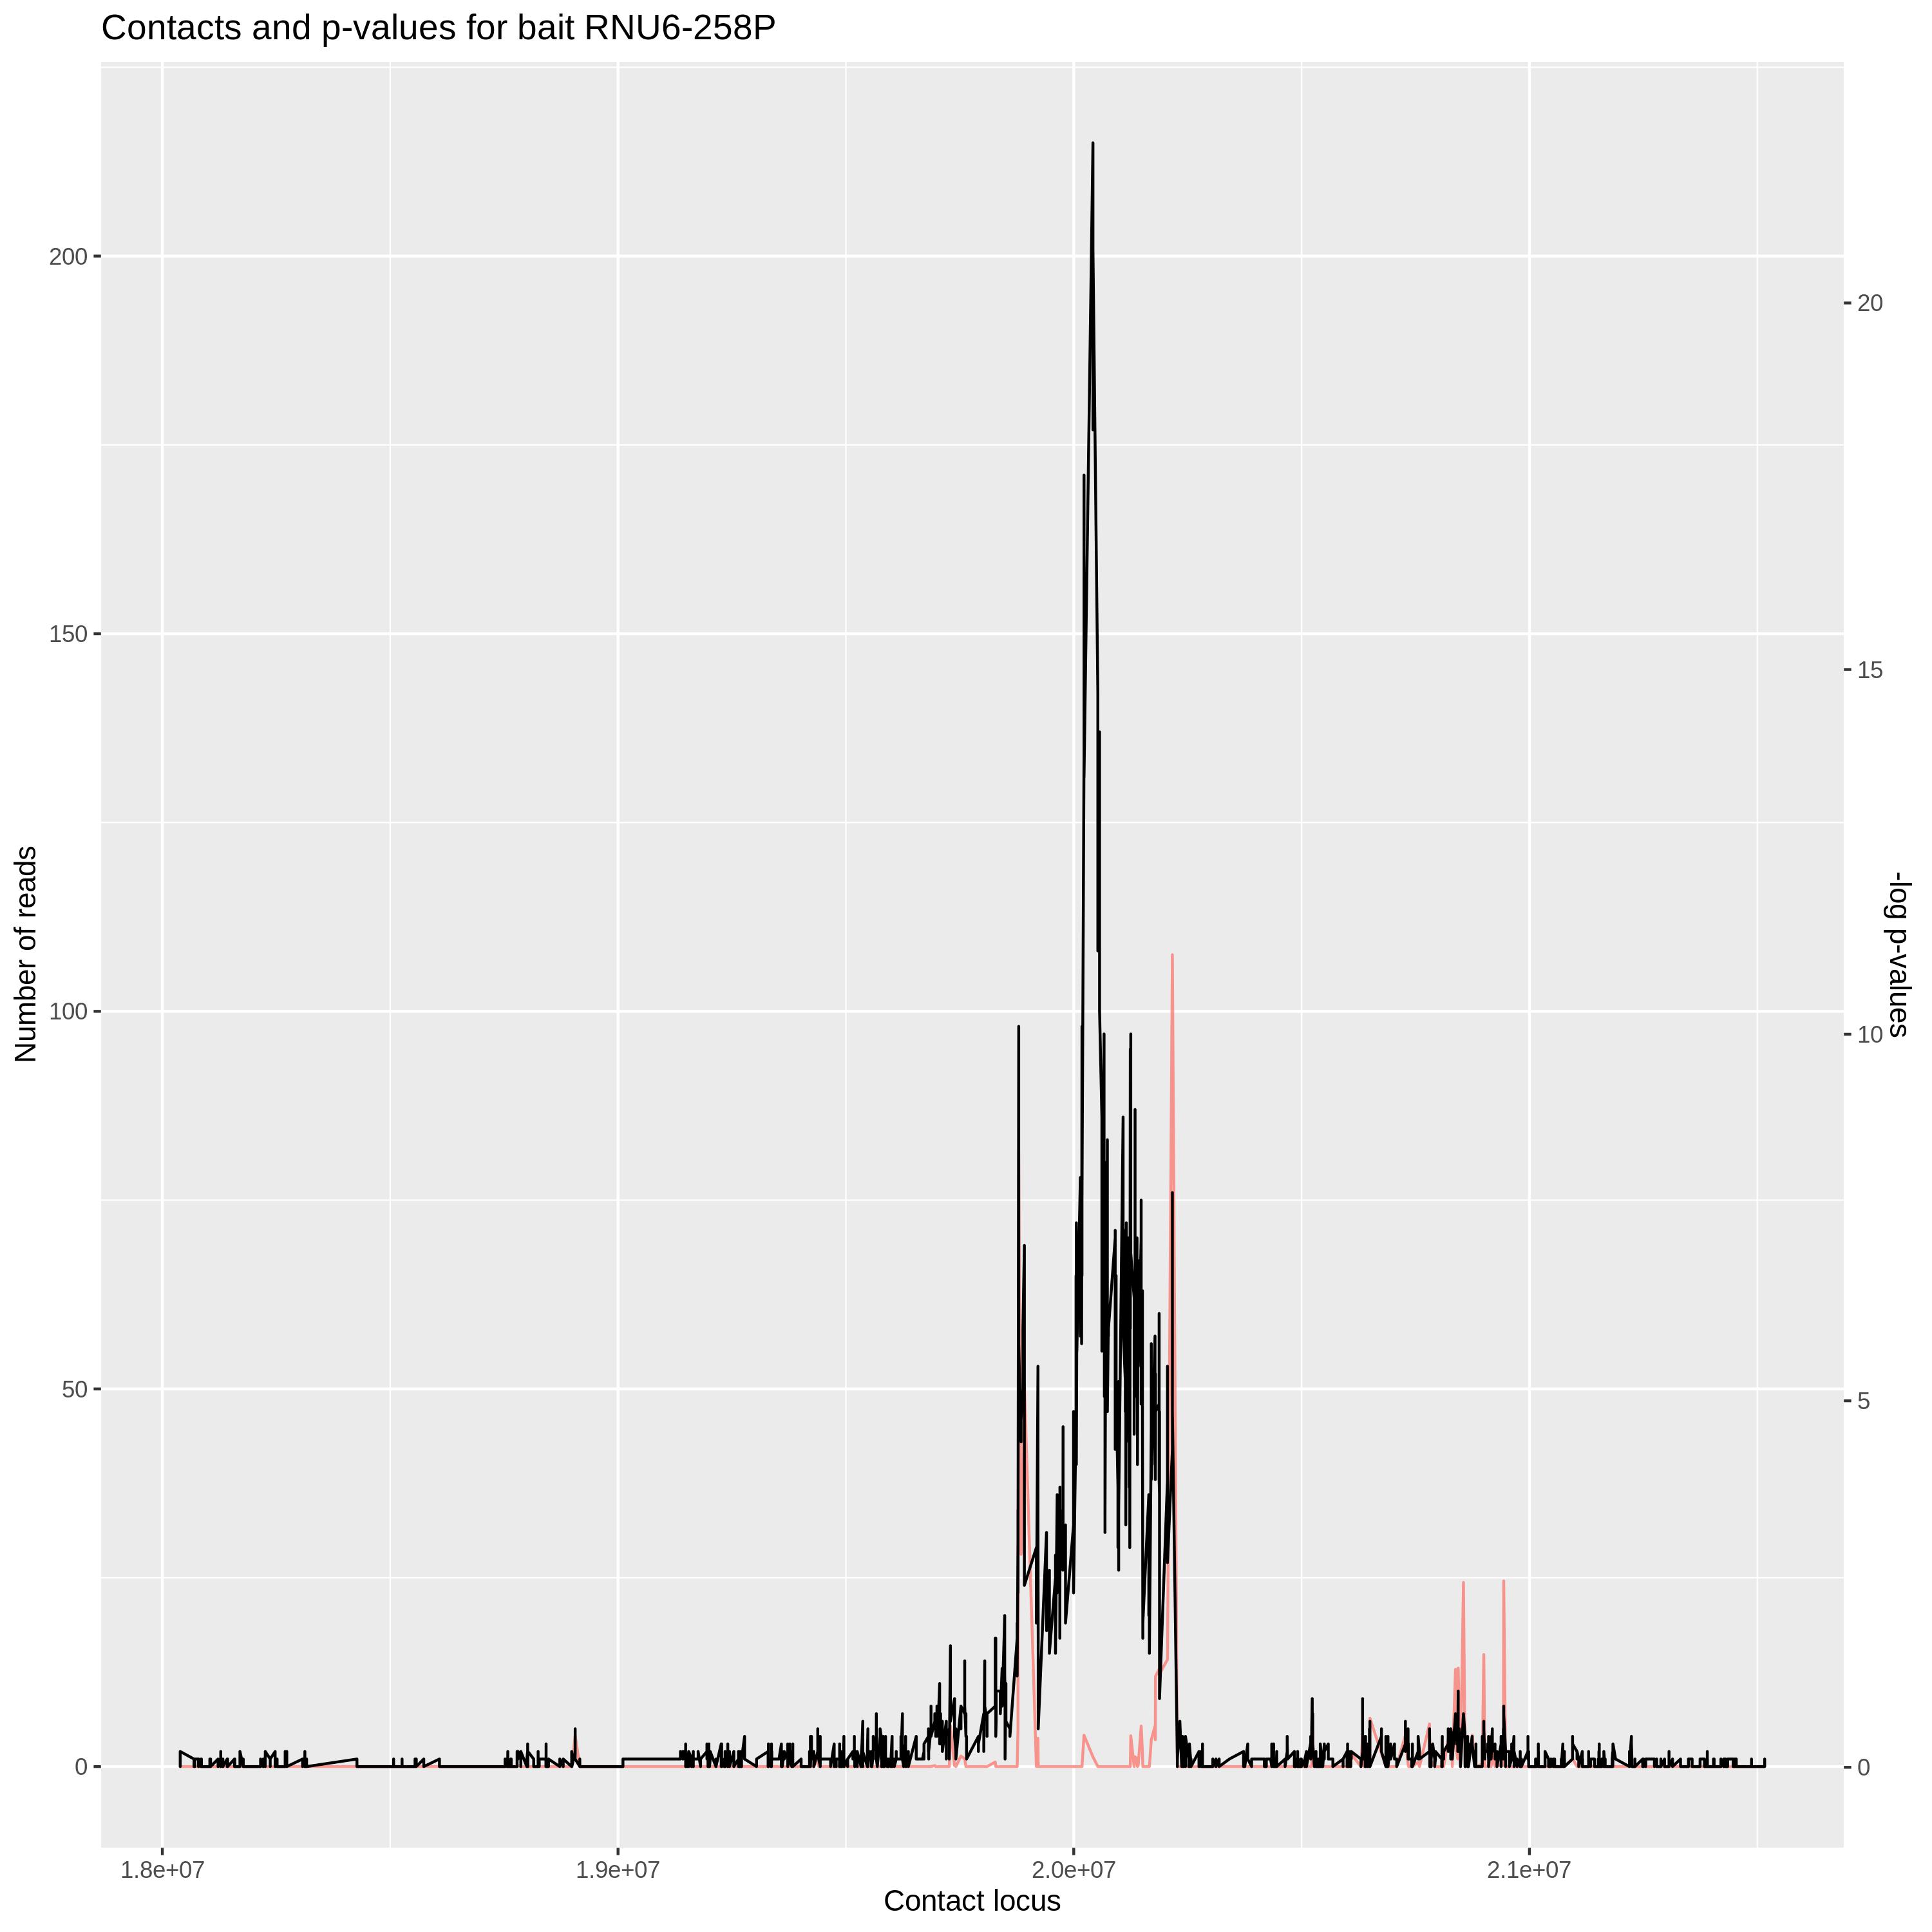 Contacts and p-values for bait RNU6-258P
Number of reads
200
150
100
50
0
20
15
10
5
0
-log p-values
1.8e+07
1.9e+07
2.0e+07
2.1e+07
Contact locus